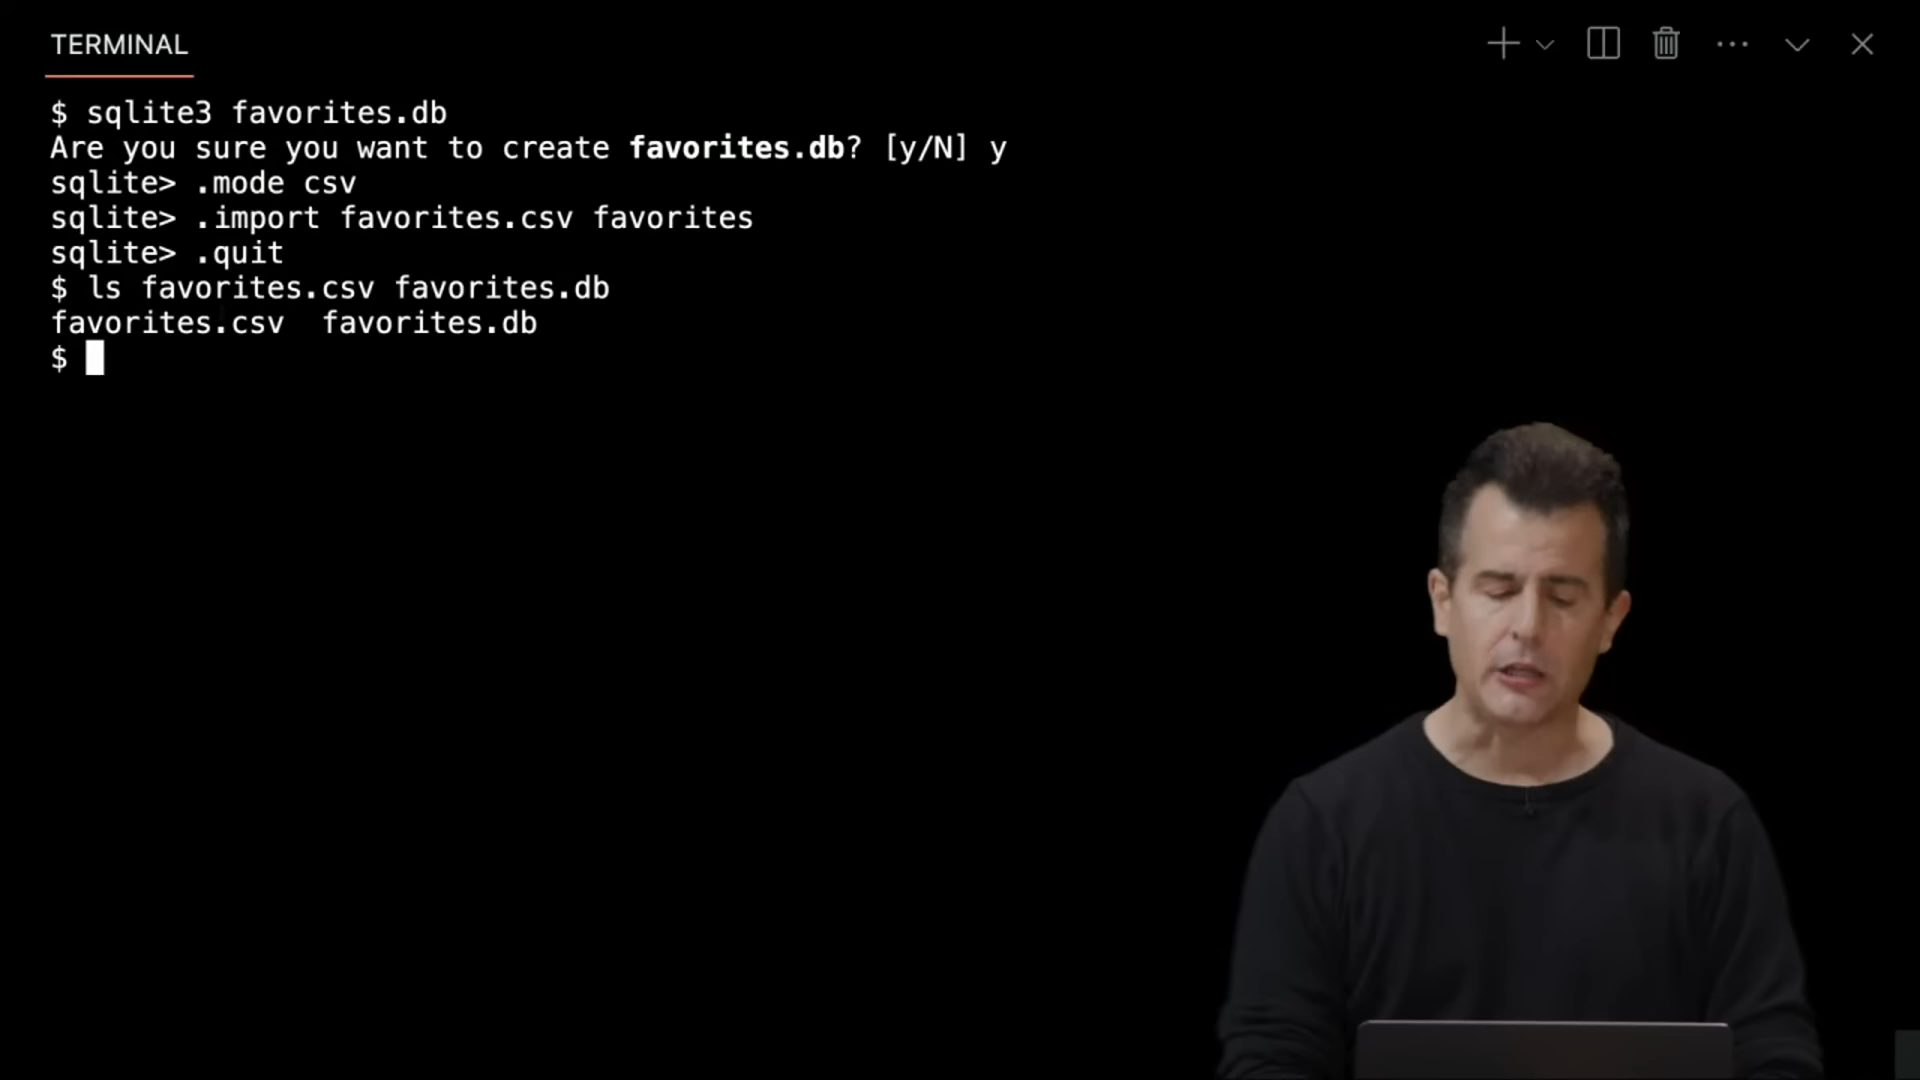 TERMINAL
$ sqlite3 favorites.db
Are you sure you want to create favorites.db? [y/N] y
sqlite> .mode csv
sqlite> .import favorites.csv favorites
sqlite> .quit
$ ls favorites.csv favorites.db
favorites.csv  favorites.db
$